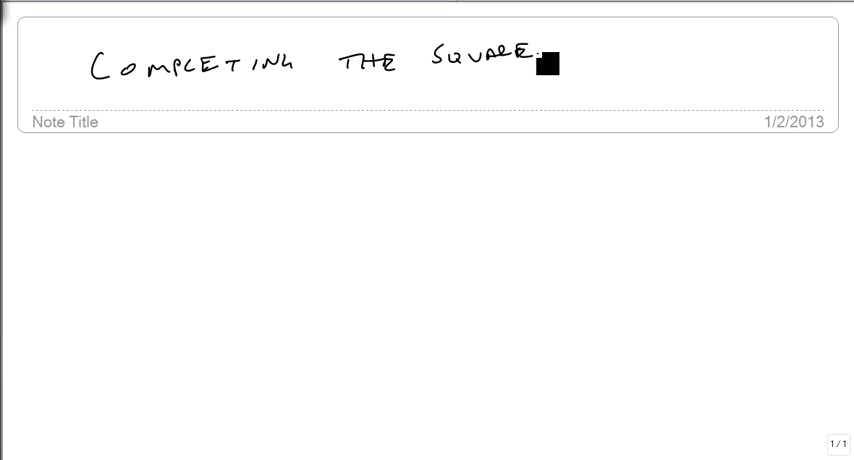 COMPLETING THE SQUARE.
Note Title
1/2/2013
1 / 1